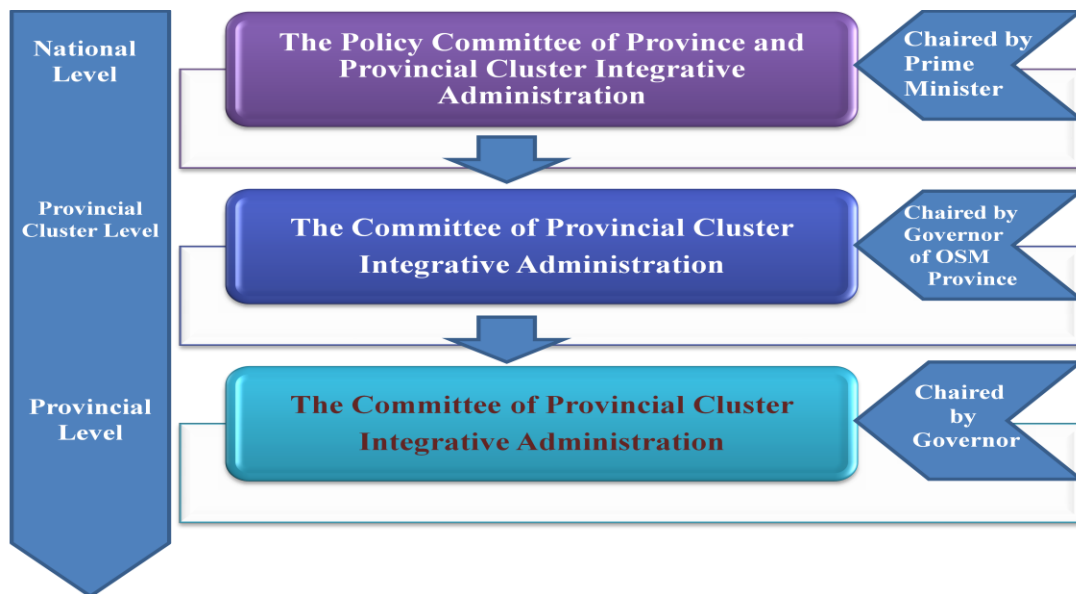 National
Level
The Policy Committee of Province and
Provincial Cluster Integrative
Administration
Chaired by
Prime
Minister
Provincial
Cluster Level
The Committee of Provincial Cluster
Integrative Administration
Chaired by
Governor
of OSM
Province
Provincial
Level
The Committee of Provincial Cluster
Integrative Administration
Chaired
by
Governor